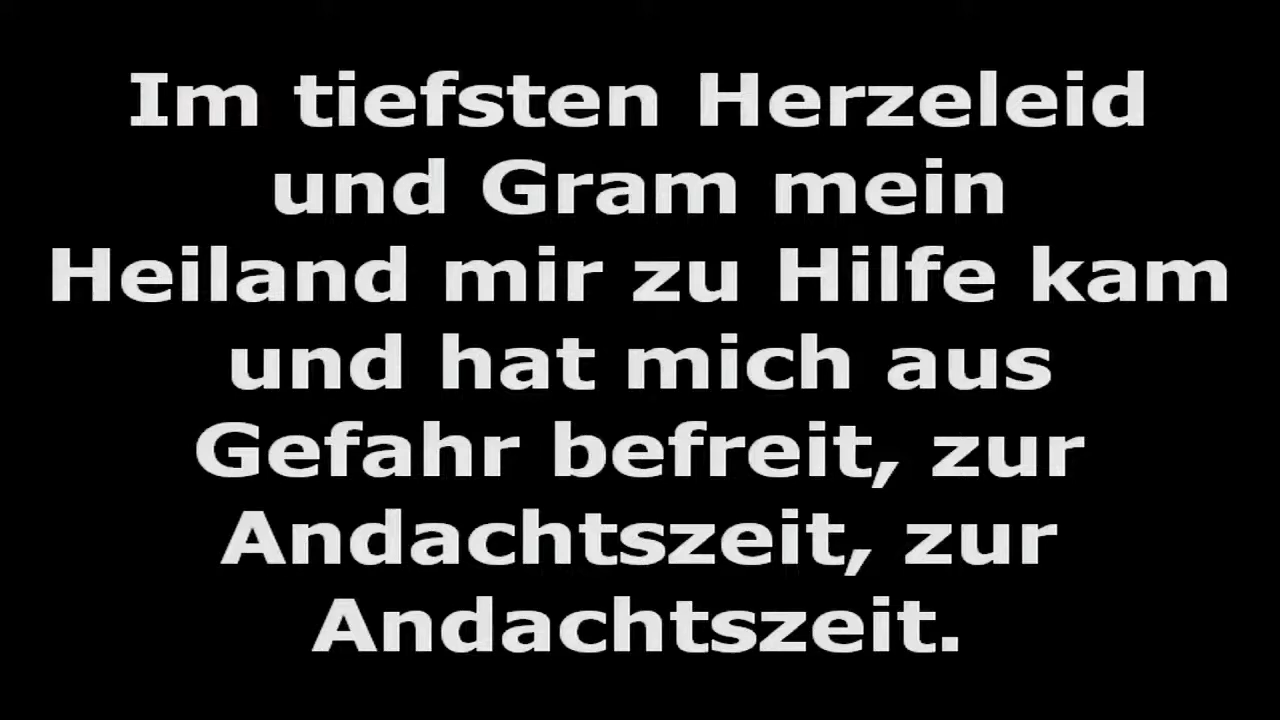 Im tiefsten Herzeleid
und Gram mein
Heiland mir zu Hilfe kam
und hat mich aus
Gefahr befreit, zur
Andachtszeit, zur
Andachtszeit.